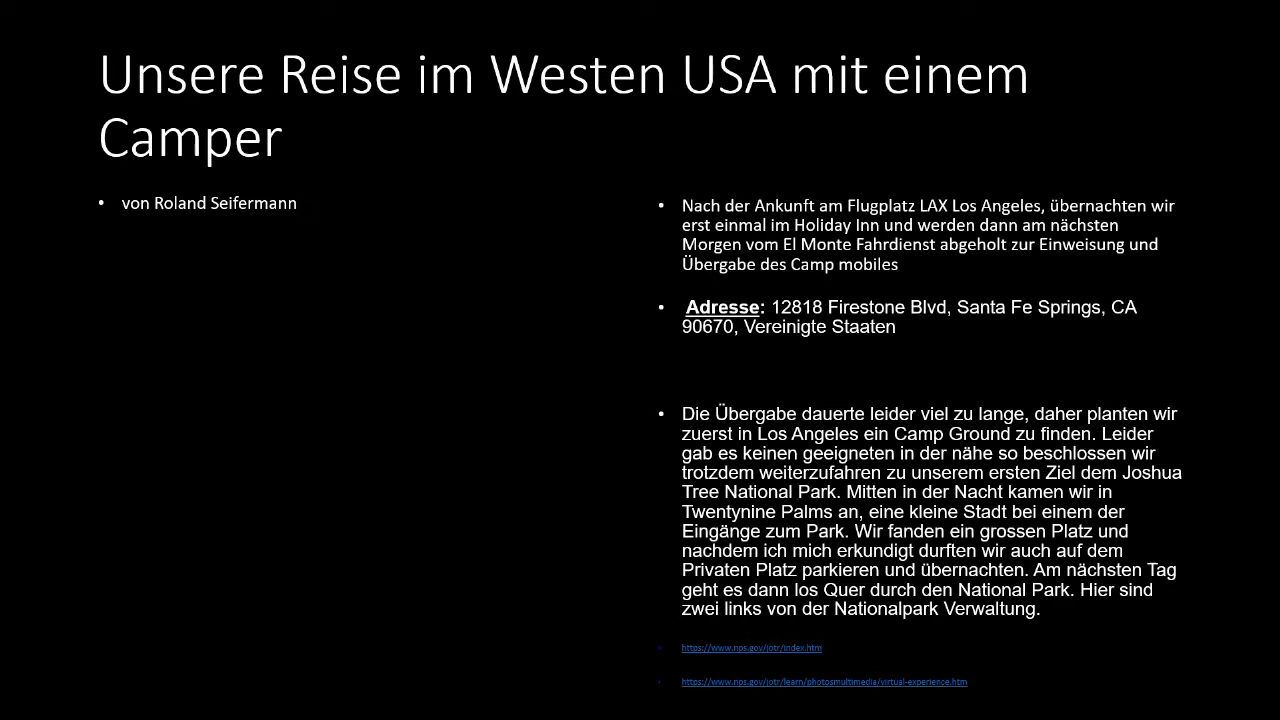 Unsere Reise im Westen USA mit einem
Camper
• von Roland Seifermann
• Nach der Ankunft am Flugplatz LAX Los Angeles, übernachten wir
erst einmal im Holiday Inn und werden dann am nächsten
Morgen vom El Monte Fahrdienst abgeholt zur Einweisung und
Übergabe des Camp mobiles
• Adresse: 12818 Firestone Blvd, Santa Fe Springs, CA
90670, Vereinigte Staaten
• Die Übergabe dauerte leider viel zu lange, daher planten wir
zuerst in Los Angeles ein Camp Ground zu finden. Leider
gab es keinen geeigneten in der nähe so beschlossen wir
trotzdem weiterzufahren zu unserem ersten Ziel dem Joshua
Tree National Park. Mitten in der Nacht kamen wir in
Twentynine Palms an, eine kleine Stadt bei einem der
Eingänge zum Park. Wir fanden ein grossen Platz und
nachdem ich mich erkundigt durften wir auch auf dem
Privaten Platz parkieren und übernachten. Am nächsten Tag
geht es dann los Quer durch den National Park. Hier sind
zwei links von der Nationalpark Verwaltung.
• https://www.nps.gov/jotr/index.htm
• https://www.nps.gov/jotr/learn/photosmultimedia/virtual-experience.htm